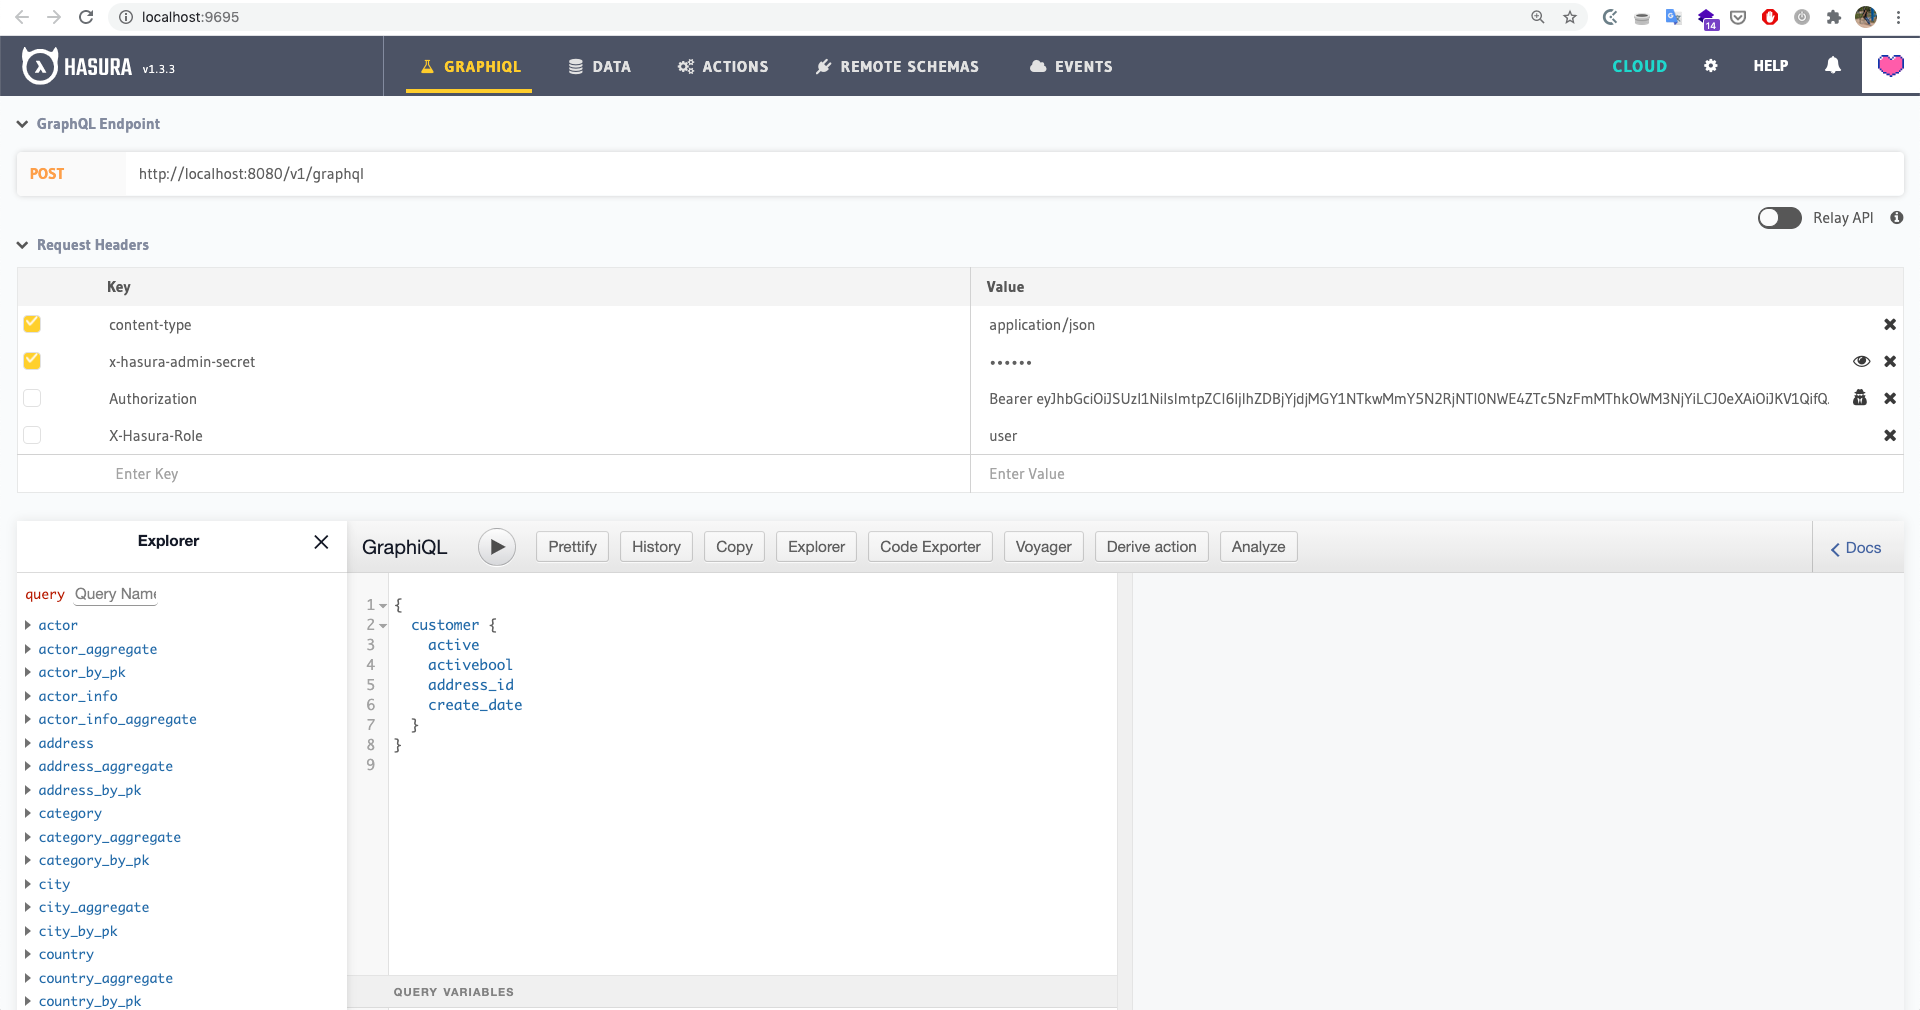 localhost:9695
14
HASURA v1.3.3
GRAPHIQL DATA ACTIONS REMOTE SCHEMAS EVENTS CLOUD HELP
GraphQL Endpoint
POST http://localhost:8080/v1/graphql
Relay API
Request Headers
Key Value
content-type application/json
x-hasura-admin-secret ••••••
Authorization Bearer
X-Hasura-Role user
Enter Key Enter Value
Explorer
GraphiQL Prettify History Copy Explorer Code Exporter Voyager Derive action Analyze Docs
query Query Name
actor
actor_aggregate
actor_by_pk
actor_info
actor_info_aggregate
address
address_aggregate
address_by_pk
category
category_aggregate
category_by_pk
city
city_aggregate
city_by_pk
country
country_aggregate
country_by_pk
1 {
2 customer {
3 active
4 activebool
5 address_id
6 create_date
7 }
8 }
9
QUERY VARIABLES